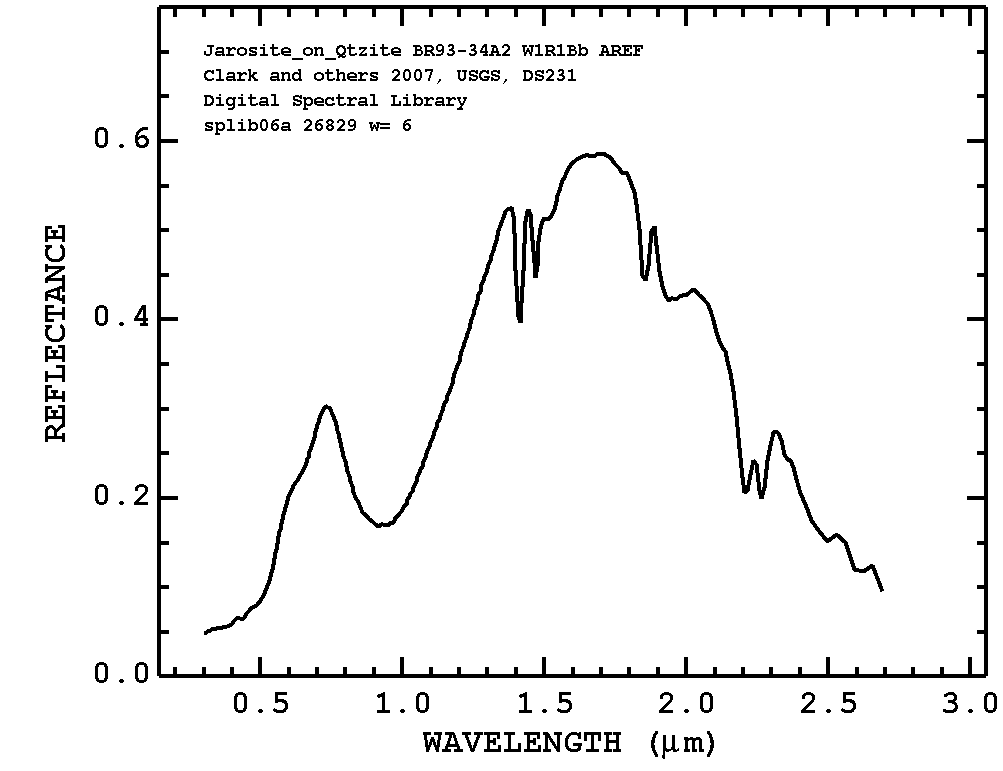 Jarosite_on_Qtzite BR93-34A2 W1R1Bb AREF
Clark and others 2007, USGS, DS231
Digital Spectral Library
splib06a 26829 w= 6
0.6
0.4
0.2
0.0
REFLECTANCE
0.5 1.0 1.5 2.0 2.5 3.0
WAVELENGTH (μm)